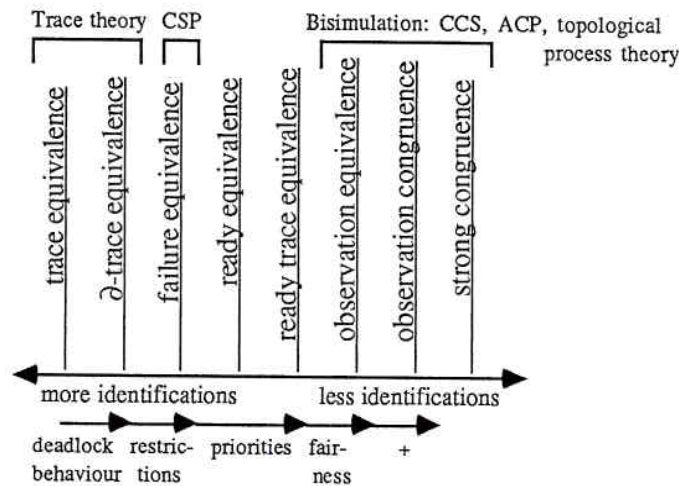 Trace theory CSP Bisimulation: CCS, ACP, topological
process theory
trace equivalence
∂-trace equivalence
failure equivalence
ready equivalence
ready trace equivalence
observation equivalence
observation congruence
strong congruence
more identifications less identifications
deadlock restric- priorities fair- +
behaviour tions ness